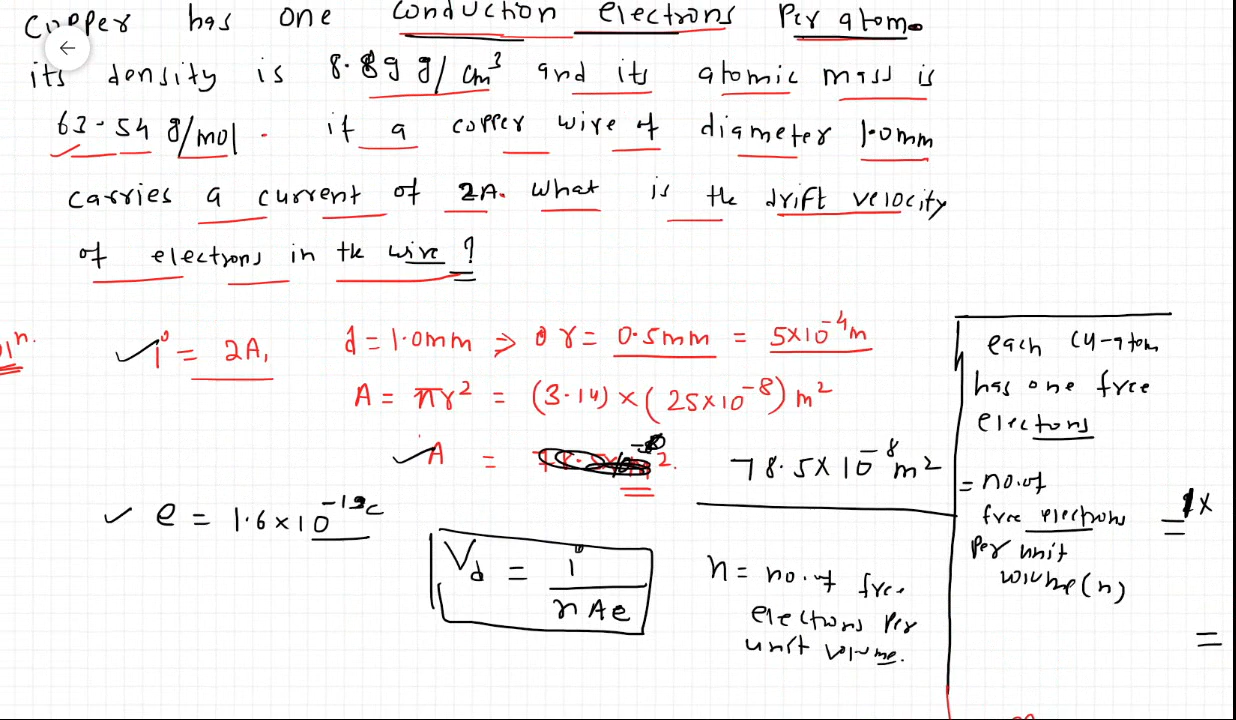 Copper has one conduction electrons Per atom.
its density is 8.89 g/cm³ and its atomic mass is
63.54 g/mol. if a copper wire of diameter 1.0mm
carries a current of 2A. What is the drift velocity
of electrons in the wire?
i = 2A, d = 1.0mm ⇒ r = 0.5mm = 5×10⁻⁴m
A = πr² = (3.14)×(25×10⁻⁸)m²
A = 78.5×10⁻⁸m²
e = 1.6×10⁻¹⁹c
Vd = i / nAe
n = no. of free
electrons per
unit volume.
each Cu-atom
has one free
electons
= no. of
free electrons = 1×
Per unit
volume(n)
=